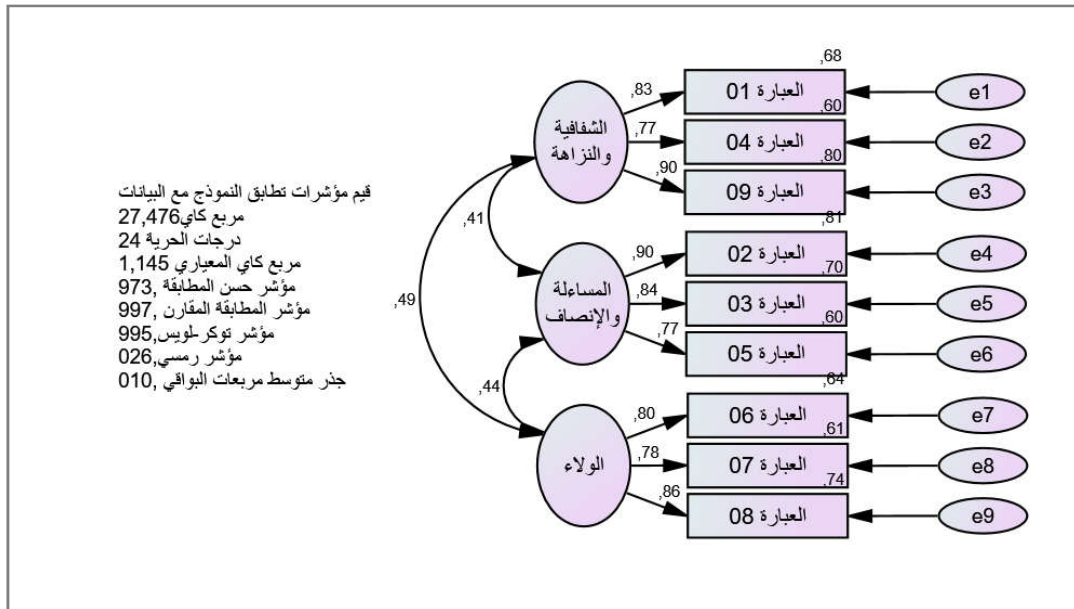 قيم مؤشرات تطابق النموذج مع البيانات
مربع كاي27,476
درجات الحرية 24
مربع كاي المعياري 1,145
مؤشر حسن المطابقة ,973
مؤشر المطابقة المقارن ,997
مؤشر توكر-لويس,995
مؤشر رمسي,026
جذر متوسط مربعات البواقي ,010
الشفافية
والنزاهة
المساءلة
والإنصاف
الولاء
,41
,49
,44
,83
,77
,90
,90
,84
,77
,80
,78
,86
,68
العبارة 01
e1
,60
العبارة 04
e2
,80
العبارة 09
e3
,81
العبارة 02
e4
,70
العبارة 03
e5
,60
العبارة 05
e6
,64
العبارة 06
e7
,61
العبارة 07
e8
,74
العبارة 08
e9